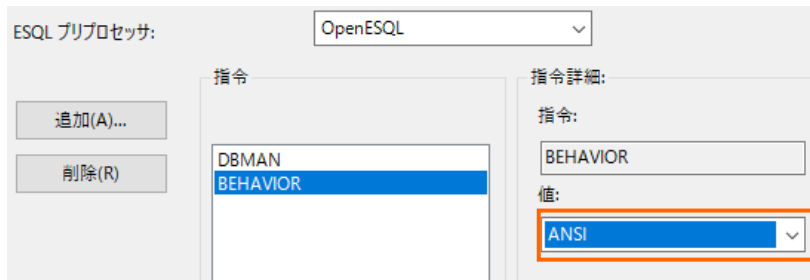 ESQL プリプロセッサ: OpenESQL
指令
指令詳細:
追加(A)...
削除(R)
DBMAN
BEHAVIOR
指令:
BEHAVIOR
値:
ANSI